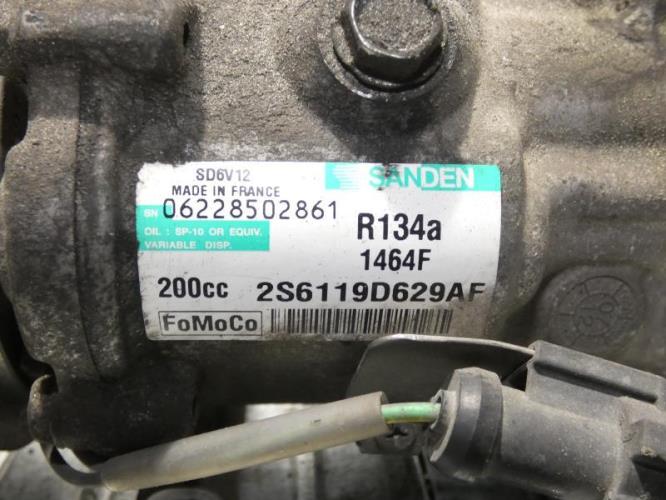 SD6V12
MADE IN FRANCE
SANDEN
SN 06228502861
OIL : SP-10 OR EQUIV.
VARIABLE DISP.
R134a
1464F
200cc 2S6119D629AF
FoMoCo